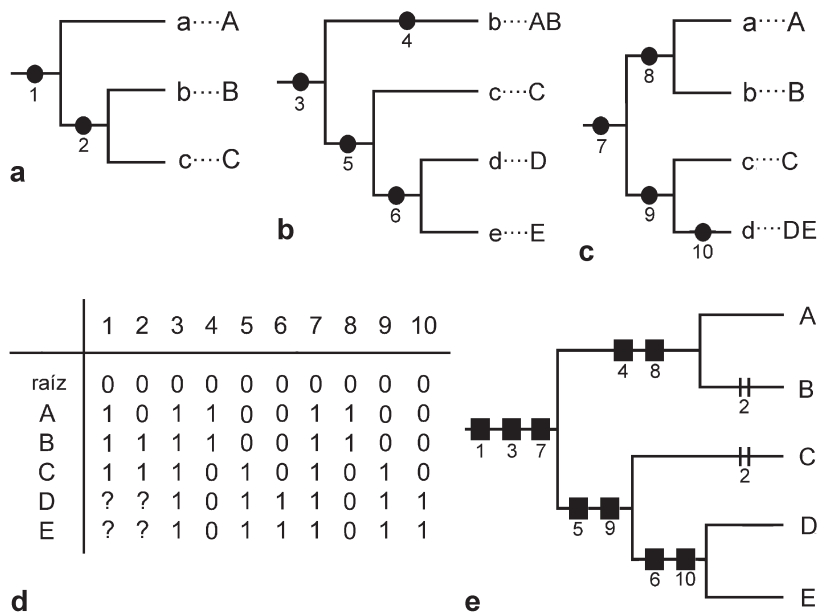 a····A
1
b····B
2
c····C
a
b····AB
4
3
c····C
5
d····D
6
e····E
b
a····A
8
b····B
7
c····C
9
d····DE
10
c
1 2 3 4 5 6 7 8 9 10
raíz 0 0 0 0 0 0 0 0 0 0
A 1 0 1 1 0 0 1 1 0 0
B 1 1 1 1 0 0 1 1 0 0
C 1 1 1 0 1 0 1 0 1 0
D ? ? 1 0 1 1 1 0 1 1
E ? ? 1 0 1 1 1 0 1 1
d
A
4 8
B
2
1 3 7
C
2
5 9
D
6 10
E
e